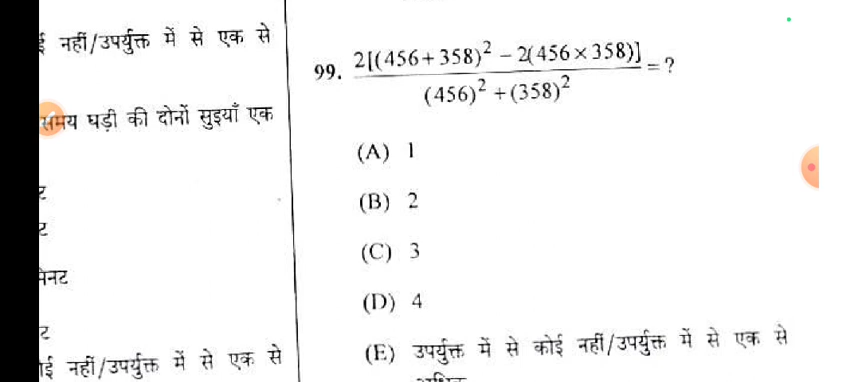 नहीं/उपर्युक्त में से एक से
समय घड़ी की दोनों सुइयाँ एक
ट
ट
मिनट
ट
नहीं/उपर्युक्त में से एक से
99. 2[(456+358)² − 2(456×358)] / (456)² + (358)² = ?
(A) 1
(B) 2
(C) 3
(D) 4
(E) उपर्युक्त में से कोई नहीं/उपर्युक्त में से एक से